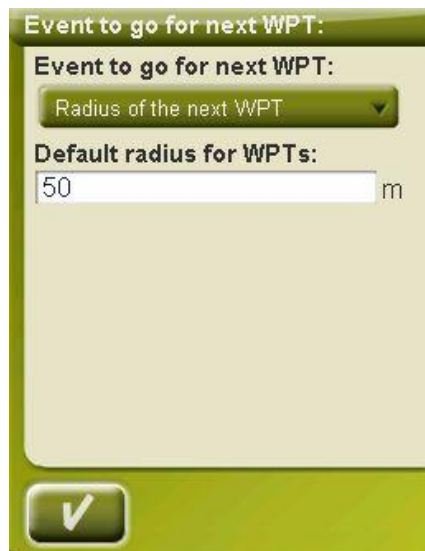 Event to go for next WPT:
Event to go for next WPT:
Radius of the next WPT
Default radius for WPTs:
50 m